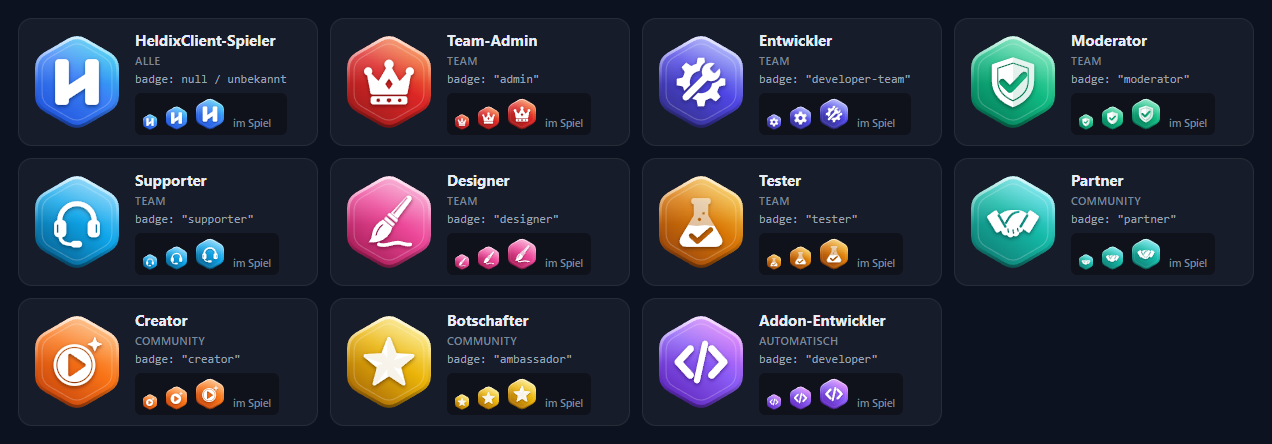 HeldixClient-Spieler
ALLE
badge: null / unbekannt
im Spiel
Team-Admin
TEAM
badge: "admin"
im Spiel
Entwickler
TEAM
badge: "developer-team"
im Spiel
Moderator
TEAM
badge: "moderator"
im Spiel
Supporter
TEAM
badge: "supporter"
im Spiel
Designer
TEAM
badge: "designer"
im Spiel
Tester
TEAM
badge: "tester"
im Spiel
Partner
COMMUNITY
badge: "partner"
im Spiel
Creator
COMMUNITY
badge: "creator"
im Spiel
Botschafter
COMMUNITY
badge: "ambassador"
im Spiel
Addon-Entwickler
AUTOMATISCH
badge: "developer"
im Spiel